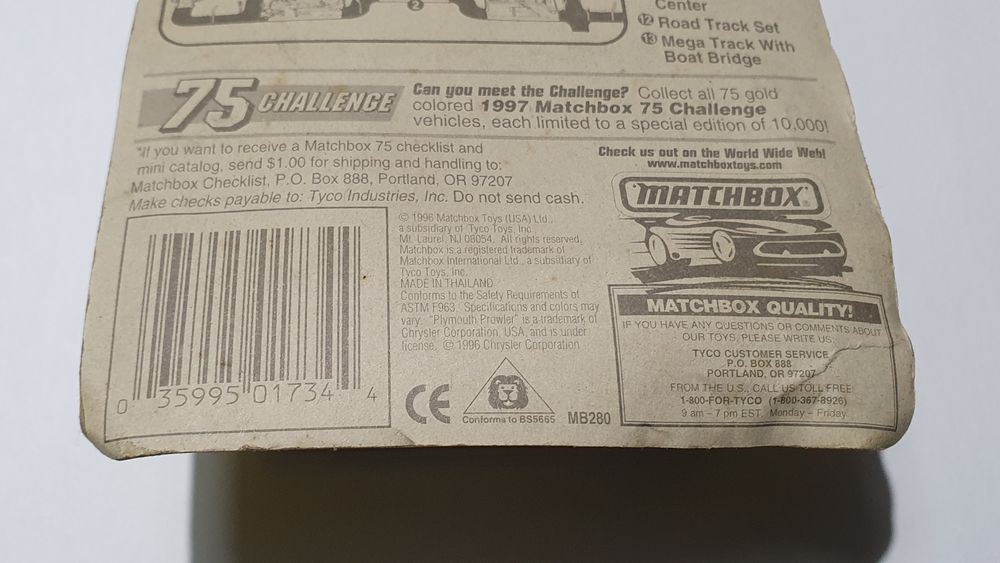 2
Center
12 Road Track Set
13 Mega Track With
Boat Bridge
75 CHALLENGE
Can you meet the Challenge? Collect all 75 gold
colored 1997 Matchbox 75 Challenge
vehicles, each limited to a special edition of 10,000!
*If you want to receive a Matchbox 75 checklist and
mini catalog, send $1.00 for shipping and handling to:
Matchbox Checklist, P.O. Box 888, Portland, OR 97207
Make checks payable to: Tyco Industries, Inc. Do not send cash.
Check us out on the World Wide Web!
www.matchboxtoys.com
MATCHBOX®
© 1996 Matchbox Toys (USA) Ltd.,
a subsidiary of Tyco Toys, Inc.
Mt. Laurel, NJ 08054. All rights reserved.
Matchbox is a registered trademark of
Matchbox International Ltd., a subsidiary of
Tyco Toys, Inc.
MADE IN THAILAND
Conforms to the Safety Requirements of
ASTM F963. Specifications and colors may
vary. "Plymouth Prowler" is a trademark of
Chrysler Corporation, USA, and is under
license. © 1996 Chrysler Corporation
0 35995 01734 4
CE
Conforms to BS5665
MB280
MATCHBOX QUALITY!
IF YOU HAVE ANY QUESTIONS OR COMMENTS ABOUT
OUR TOYS, PLEASE WRITE US:
TYCO CUSTOMER SERVICE
P.O. BOX 888
PORTLAND, OR 97207
FROM THE U.S., CALL US TOLL FREE
1-800-FOR-TYCO (1-800-367-8926)
9 am - 7 pm EST, Monday - Friday